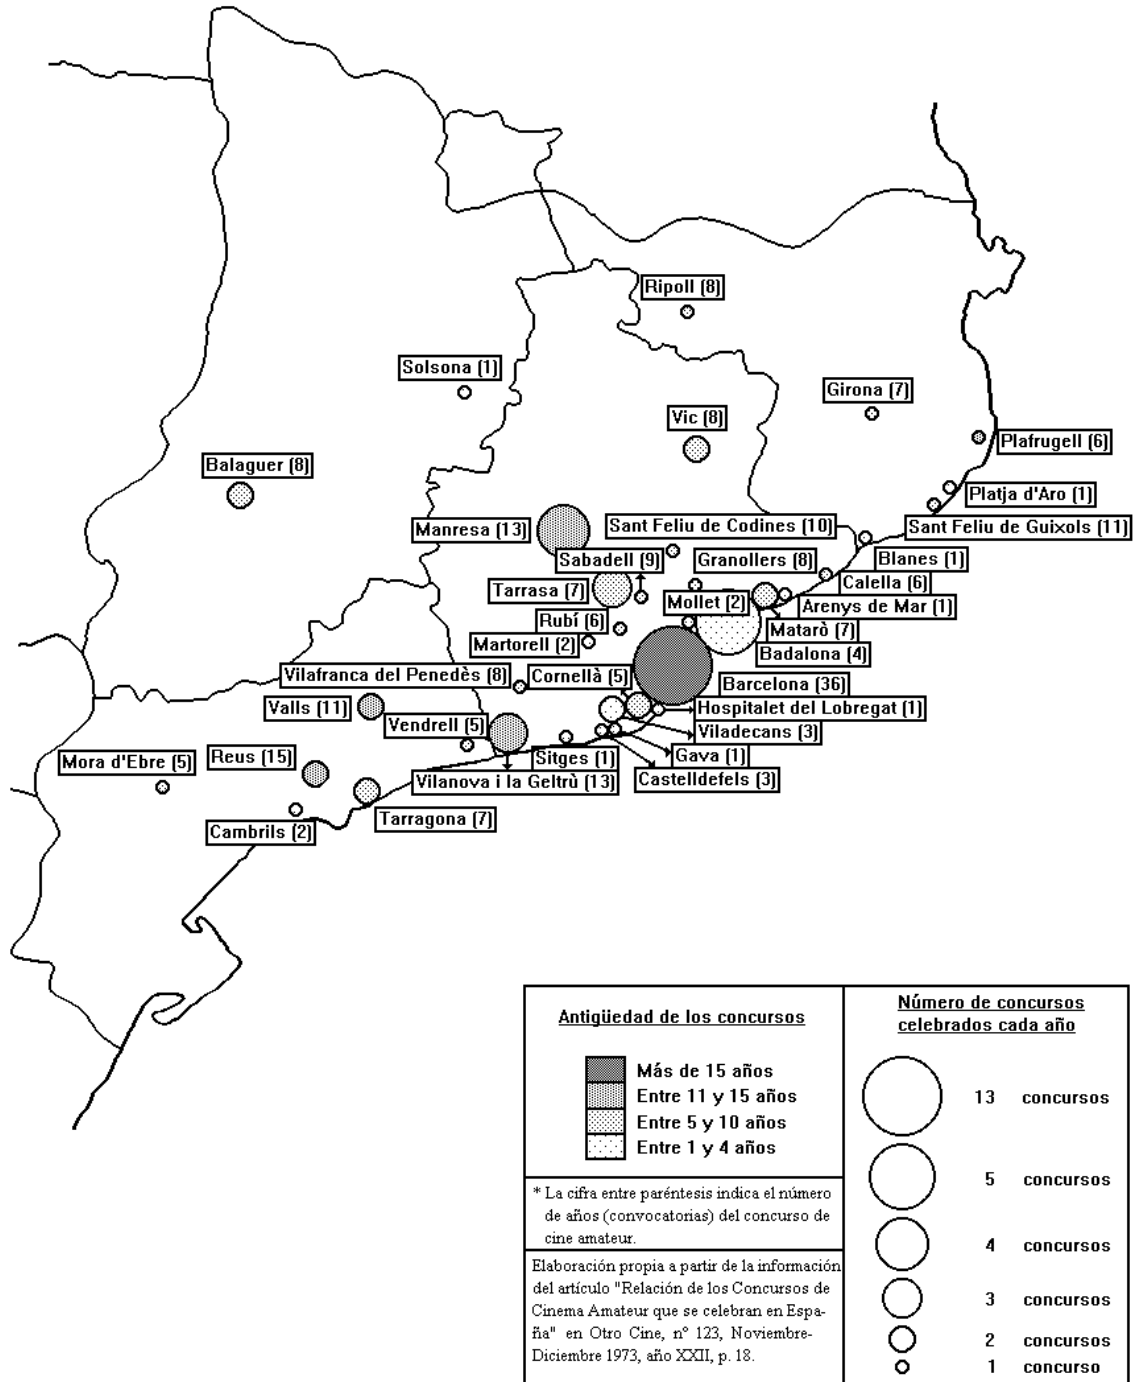 Ripoll (8)
Solsona (1)
Girona (7)
Vic (8)
Plafrugell (6)
Balaguer (8)
Platja d'Aro (1)
Manresa (13)
Sant Feliu de Codines (10)
Sant Feliu de Guixols (11)
Sabadell (9)
Granollers (8)
Blanes (1)
Calella (6)
Tarrasa (7)
Mollet (2)
Arenys de Mar (1)
Rubí (6)
Matarò (7)
Martorell (2)
Badalona (4)
Vilafranca del Penedès (8)
Cornellà (5)
Barcelona (36)
Valls (11)
Hospitalet del Lobregat (1)
Vendrell (5)
Viladecans (3)
Mora d'Ebre (5)
Reus (15)
Sitges (1)
Gava (1)
Vilanova i la Geltrù (13)
Castelldefels (3)
Cambrils (2)
Tarragona (7)
Antigüedad de los concursos
Más de 15 años
Entre 11 y 15 años
Entre 5 y 10 años
Entre 1 y 4 años
* La cifra entre paréntesis indica el número
de años (convocatorias) del concurso de
cine amateur.
Elaboración propia a partir de la información
del artículo "Relación de los Concursos de
Cinema Amateur que se celebran en Espa-
ña" en Otro Cine, nº 123, Noviembre-
Diciembre 1973, año XXII, p. 18.
Número de concursos
celebrados cada año
13 concursos
5 concursos
4 concursos
3 concursos
2 concursos
1 concurso